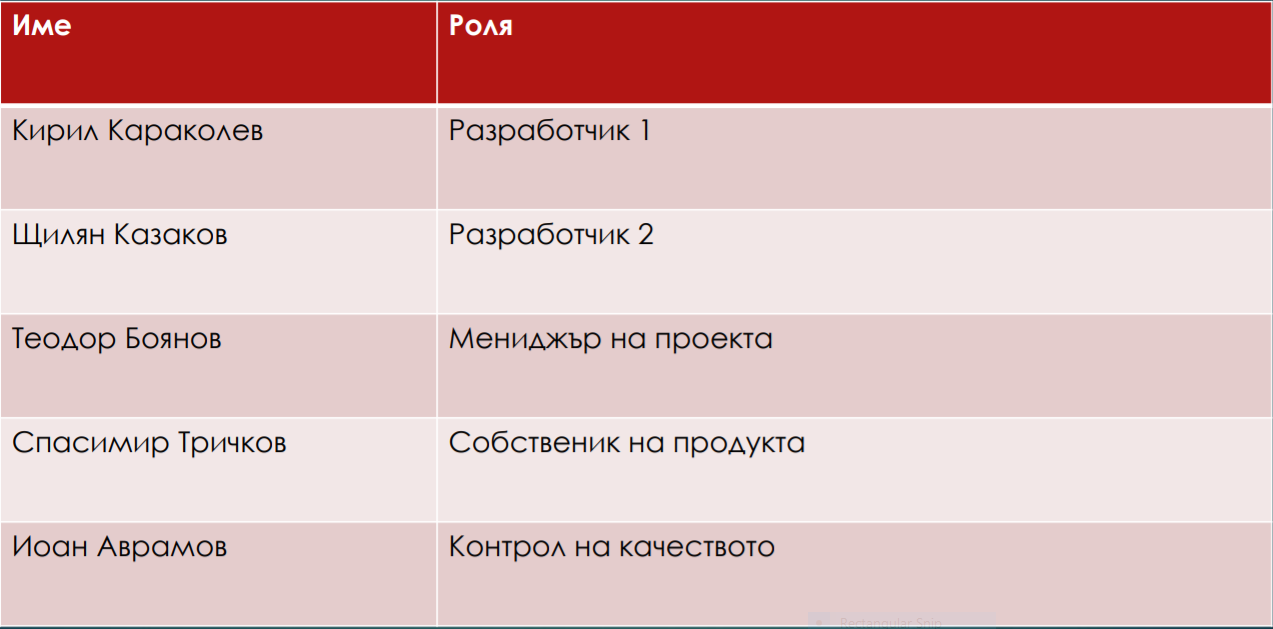 Име Роля
Кирил Караколев Разработчик 1
Щилян Казаков Разработчик 2
Теодор Боянов Мениджър на проекта
Спасимир Тричков Собственик на продукта
Иоан Аврамов Контрол на качеството
Rectangular Snip